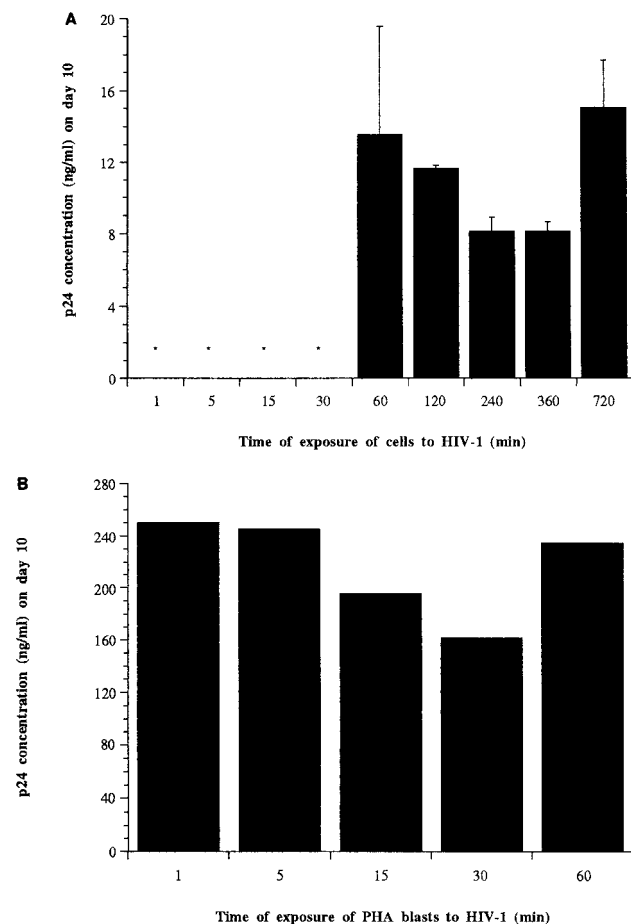 A
p24 concentration (ng/ml) on day 10
20
16
12
8
4
0
* * * *
1 5 15 30 60 120 240 360 720
Time of exposure of cells to HIV-1 (min)
B
p24 concentration (ng/ml) on day 10
280
240
200
160
120
80
40
0
1 5 15 30 60
Time of exposure of PHA blasts to HIV-1 (min)